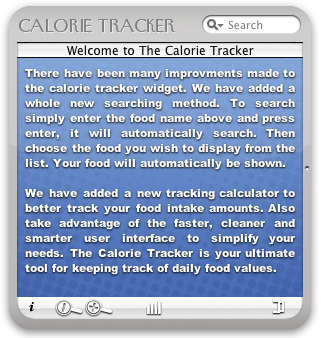 CALORIE TRACKER
Search
Welcome to The Calorie Tracker
There have been many improvments made to
the calorie tracker widget. We have added a
whole new searching method. To search
simply enter the food name above and press
enter, it will automatically search. Then
choose the food you wish to display from the
list. Your food will automatically be shown.
We have added a new tracking calculator to
better track your food intake amounts. Also
take advantage of the faster, cleaner and
smarter user interface to simplify your
needs. The Calorie Tracker is your ultimate
tool for keeping track of daily food values.
i